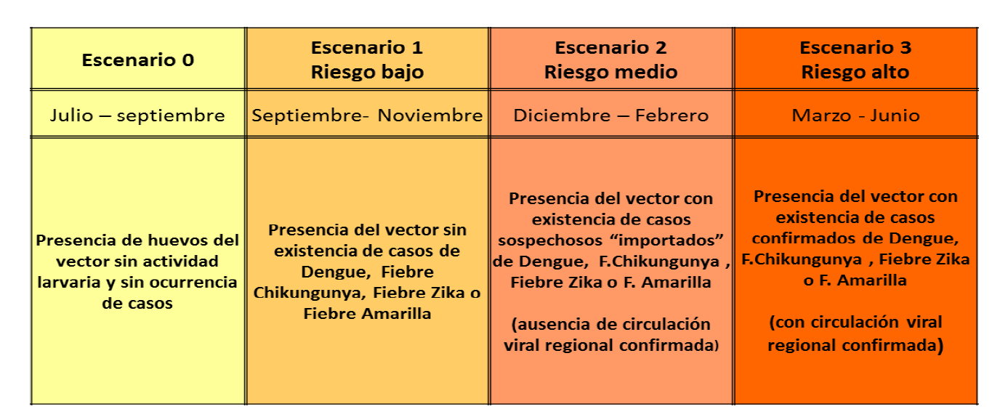 Escenario 0
Escenario 1
Riesgo bajo
Escenario 2
Riesgo medio
Escenario 3
Riesgo alto
Julio – septiembre
Septiembre- Noviembre
Diciembre – Febrero
Marzo - Junio
Presencia de huevos del
vector sin actividad
larvaria y sin ocurrencia
de casos
Presencia del vector sin
existencia de casos de
Dengue, Fiebre
Chikungunya, Fiebre Zika o
Fiebre Amarilla
Presencia del vector con
existencia de casos
sospechosos “importados”
de Dengue, F.Chikungunya ,
Fiebre Zika o F. Amarilla
(ausencia de circulación
viral regional confirmada)
Presencia del vector con
existencia de casos
confirmados de Dengue,
F.Chikungunya , Fiebre Zika
o F. Amarilla
(con circulación viral
regional confirmada)